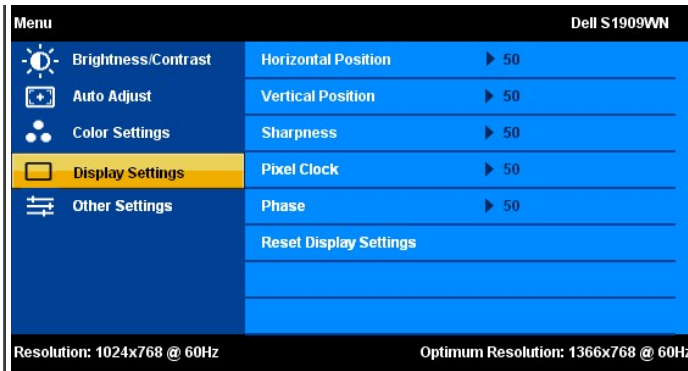 Menu Dell S1909WN
Brightness/Contrast Horizontal Position 50
Auto Adjust Vertical Position 50
Color Settings Sharpness 50
Display Settings Pixel Clock 50
Other Settings Phase 50
Reset Display Settings
Resolution: 1024x768 @ 60Hz Optimum Resolution: 1366x768 @ 60Hz